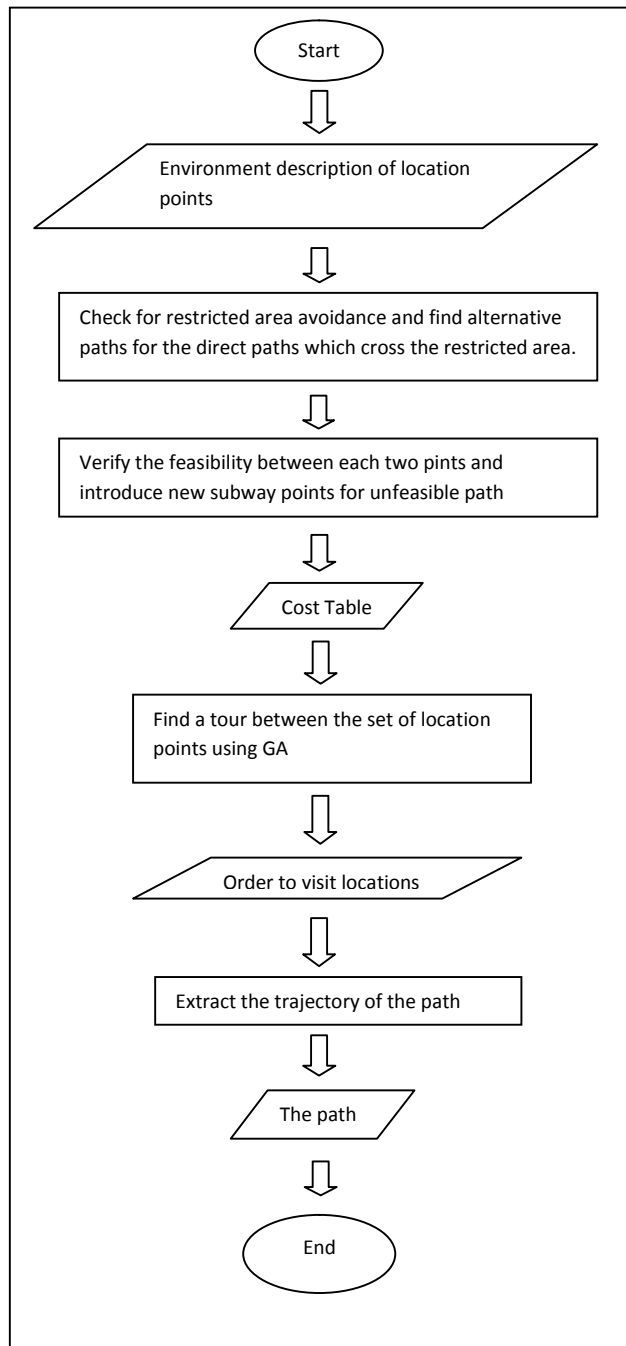 Start
Environment description of location
points
Check for restricted area avoidance and find alternative
paths for the direct paths which cross the restricted area.
Verify the feasibility between each two pints and
introduce new subway points for unfeasible path
Cost Table
Find a tour between the set of location
points using GA
Order to visit locations
Extract the trajectory of the path
The path
End